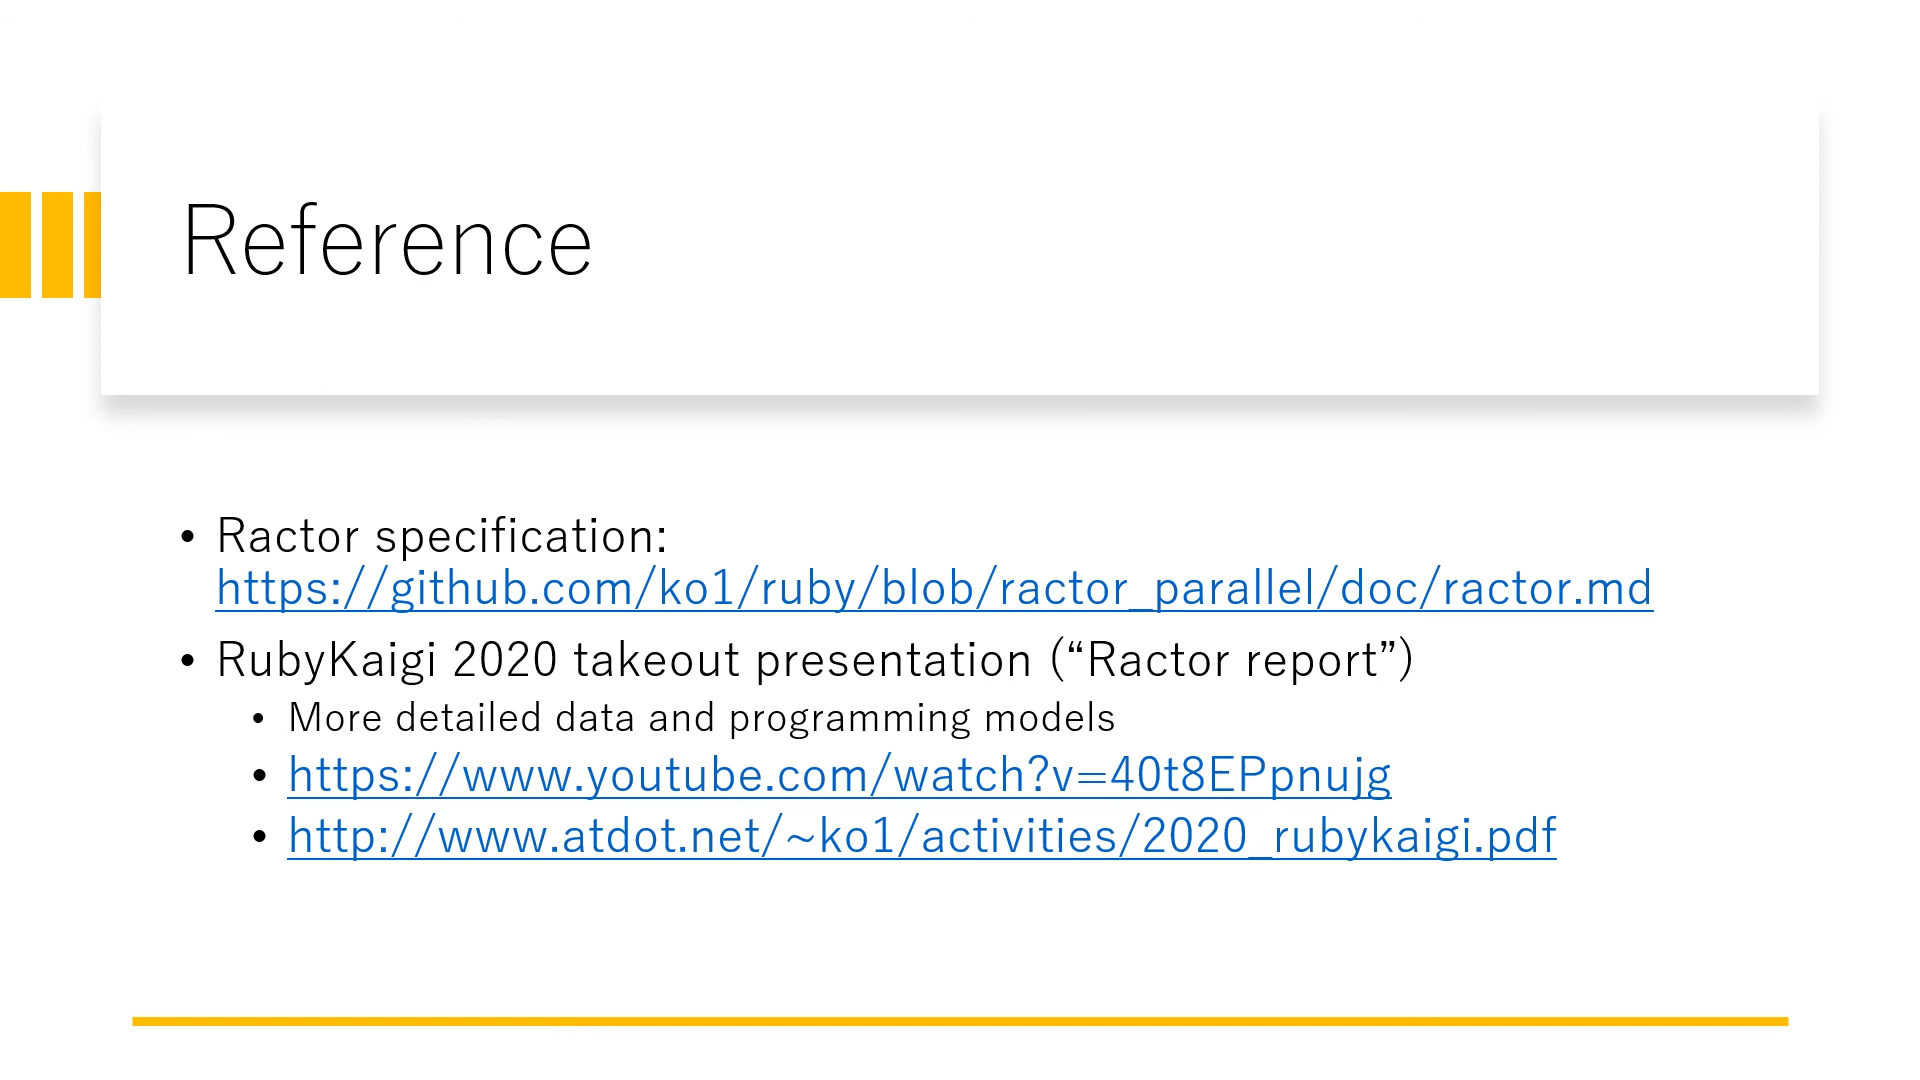 Reference
• Ractor specification:
https://github.com/ko1/ruby/blob/ractor_parallel/doc/ractor.md
• RubyKaigi 2020 takeout presentation (“Ractor report”)
• More detailed data and programming models
• https://www.youtube.com/watch?v=40t8EPpnujg
• http://www.atdot.net/~ko1/activities/2020_rubykaigi.pdf